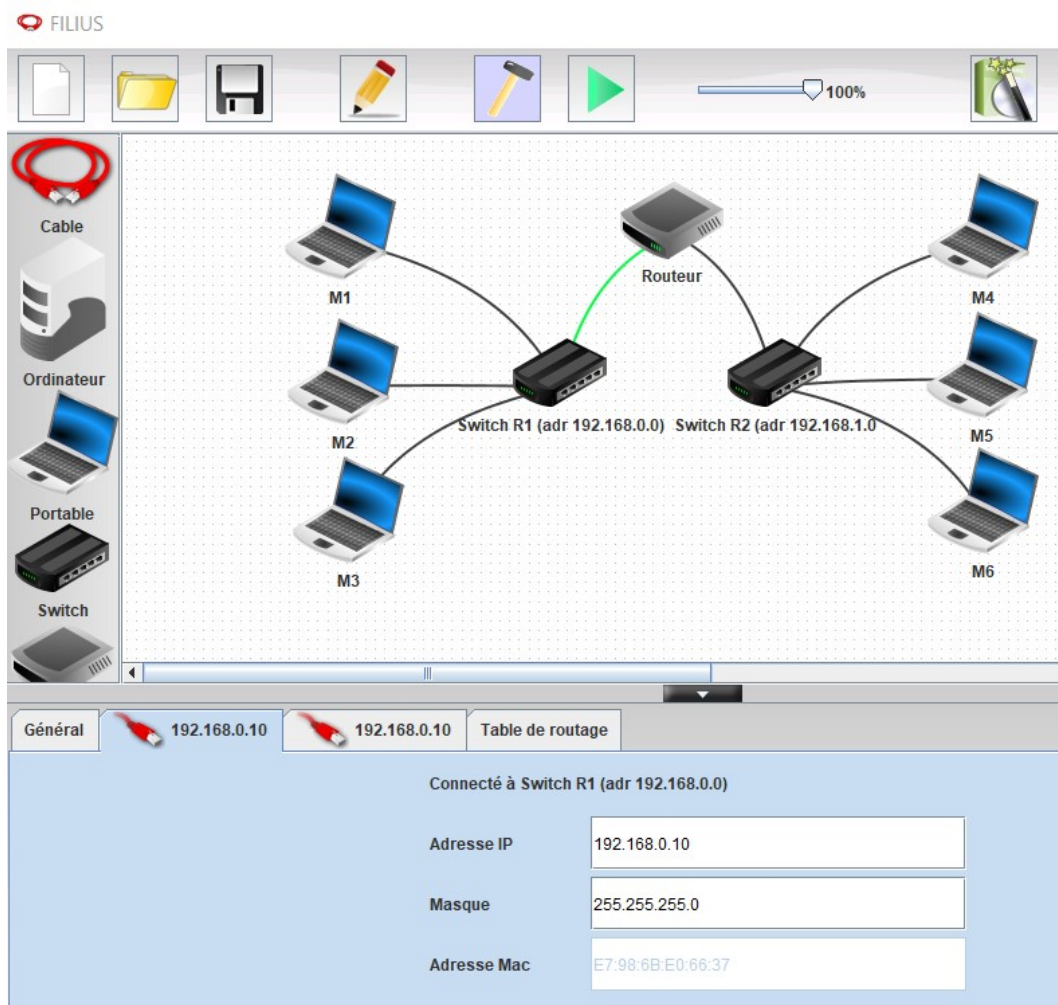 FILIUS
100%
Cable
Ordinateur
Portable
Switch
M1
Routeur
M4
M2
Switch R1 (adr 192.168.0.0)
Switch R2 (adr 192.168.1.0
M5
M3
M6
Général
192.168.0.10
192.168.0.10
Table de routage
Connecté à Switch R1 (adr 192.168.0.0)
Adresse IP
192.168.0.10
Masque
255.255.255.0
Adresse Mac
E7:98:6B:E0:66:37